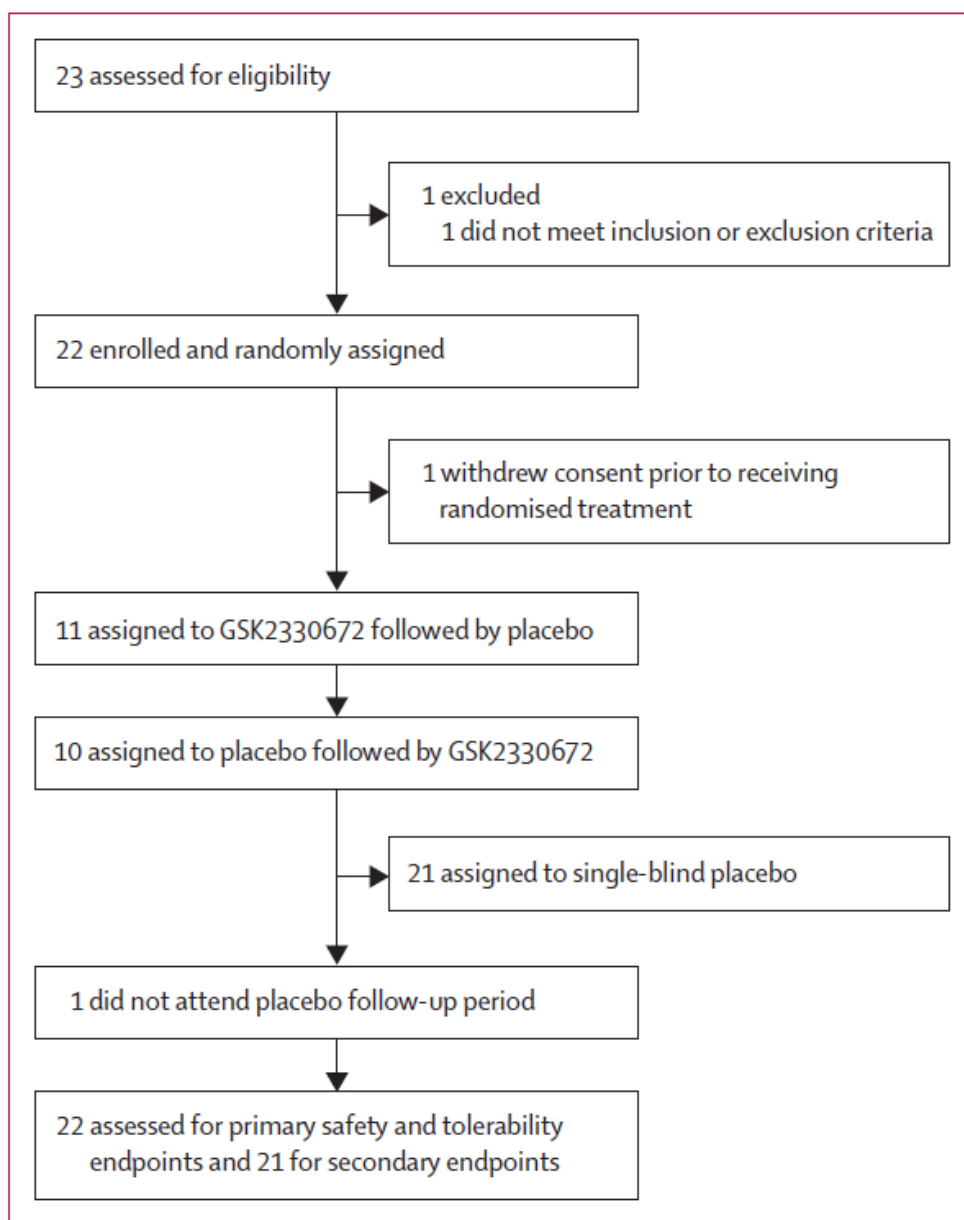 23 assessed for eligibility
1 excluded
1 did not meet inclusion or exclusion criteria
22 enrolled and randomly assigned
1 withdrew consent prior to receiving
randomised treatment
11 assigned to GSK2330672 followed by placebo
10 assigned to placebo followed by GSK2330672
21 assigned to single-blind placebo
1 did not attend placebo follow-up period
22 assessed for primary safety and tolerability
endpoints and 21 for secondary endpoints